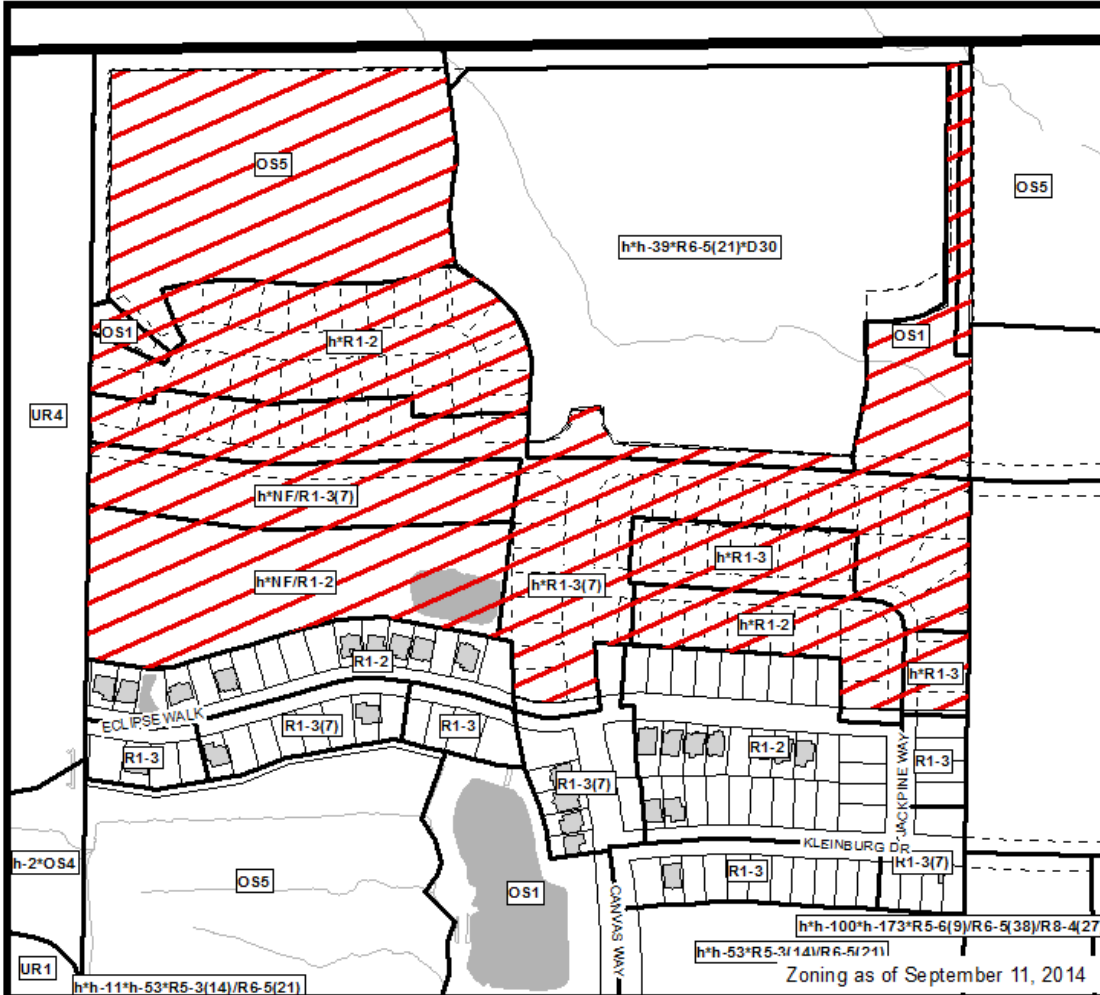 OS5
OS5
h*h-39*R6-5(21)*D30
OS1
OS1
h*R1-2
UR4
h*NF/R1-3(7)
h*R1-3
h*NF/R1-2
h*R1-3(7)
h*R1-2
R1-2
h*R1-3
ECLIPSE WALK
R1-3(7)
R1-3
R1-3
R1-2
R1-3
R1-3(7)
JACKPINE WAY
KLEINBURG DR
h-2*OS4
R1-3(7)
R1-3
OS5
OS1
CANVAS WAY
h*h-100*h-173*R5-6(9)/R6-5(38)/R8-4(27
h*h-53*R5-3(14)/R6-5(21)
UR1
Zoning as of September 11, 2014
h*h-11*h-53*R5-3(14)/R6-5(21)